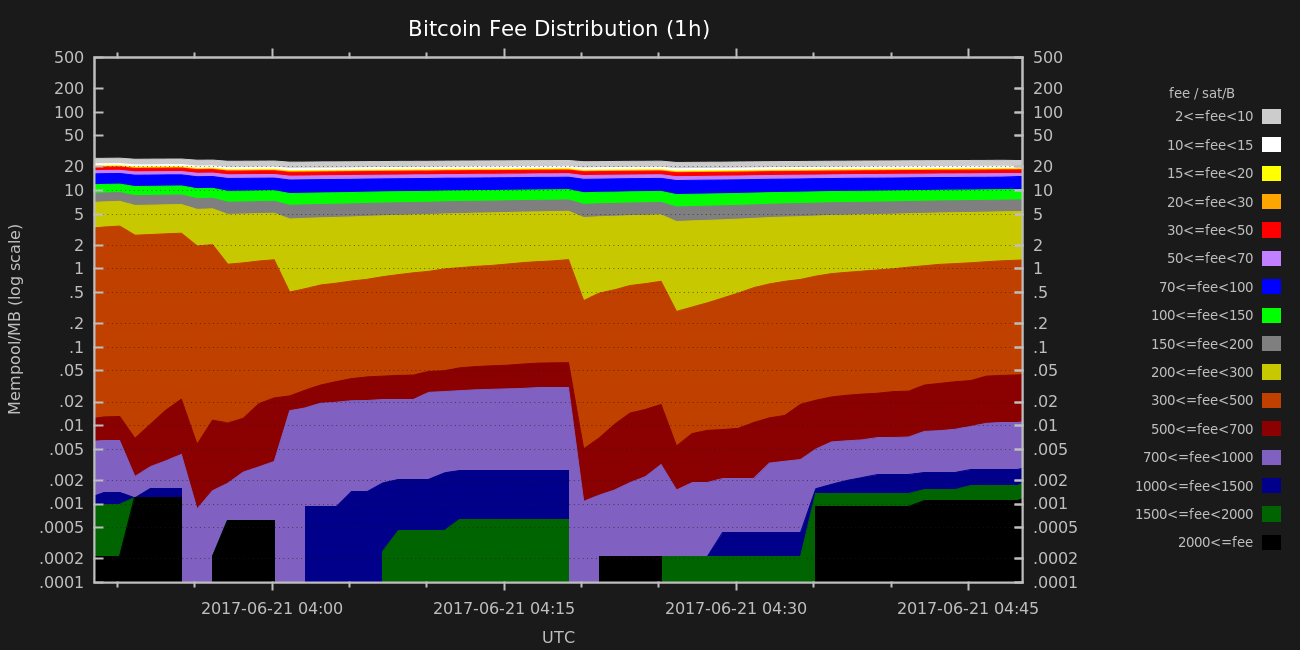 Bitcoin Fee Distribution (1h)
500 500
200 200
100 100
50 50
20 20
10 10
5 5
2 2
1 1
.5 .5
.2 .2
.1 .1
.05 .05
.02 .02
.01 .01
.005 .005
.002 .002
.001 .001
.0005 .0005
.0002 .0002
.0001 .0001
Mempool/MB (log scale)
2017-06-21 04:00 2017-06-21 04:15 2017-06-21 04:30 2017-06-21 04:45
UTC
fee / sat/B
2<=fee<10
10<=fee<15
15<=fee<20
20<=fee<30
30<=fee<50
50<=fee<70
70<=fee<100
100<=fee<150
150<=fee<200
200<=fee<300
300<=fee<500
500<=fee<700
700<=fee<1000
1000<=fee<1500
1500<=fee<2000
2000<=fee